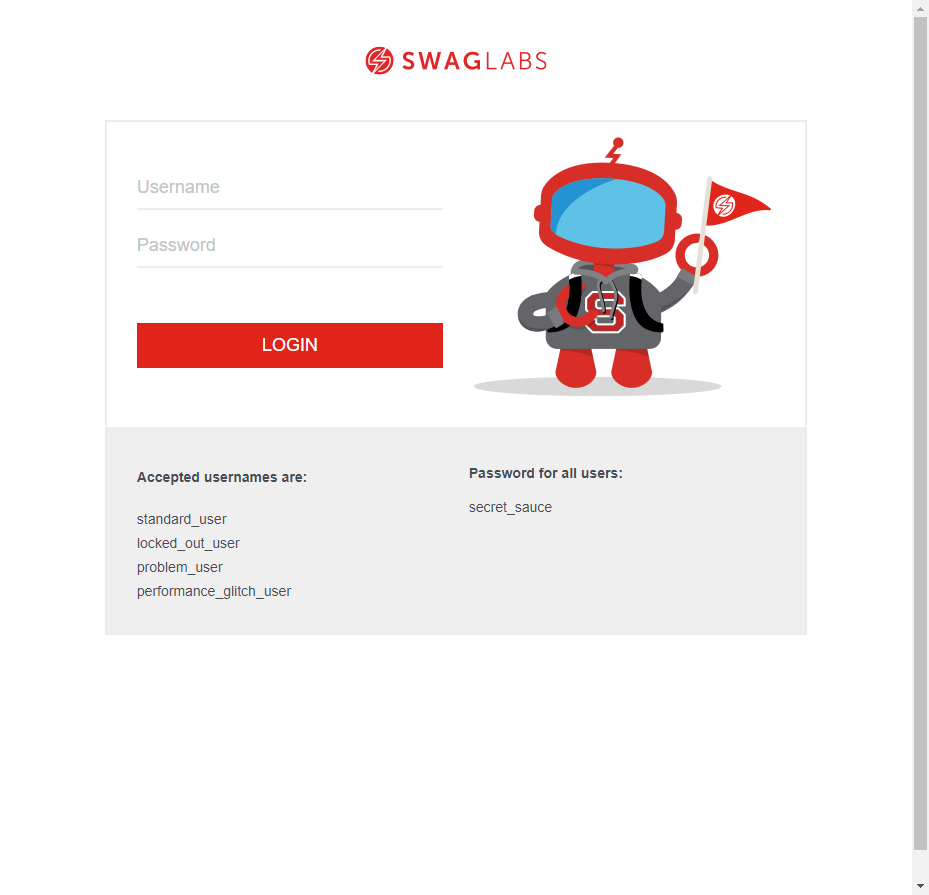 SWAGLABS
Username
Password
LOGIN
S
Accepted usernames are:
standard_user
locked_out_user
problem_user
performance_glitch_user
Password for all users:
secret_sauce